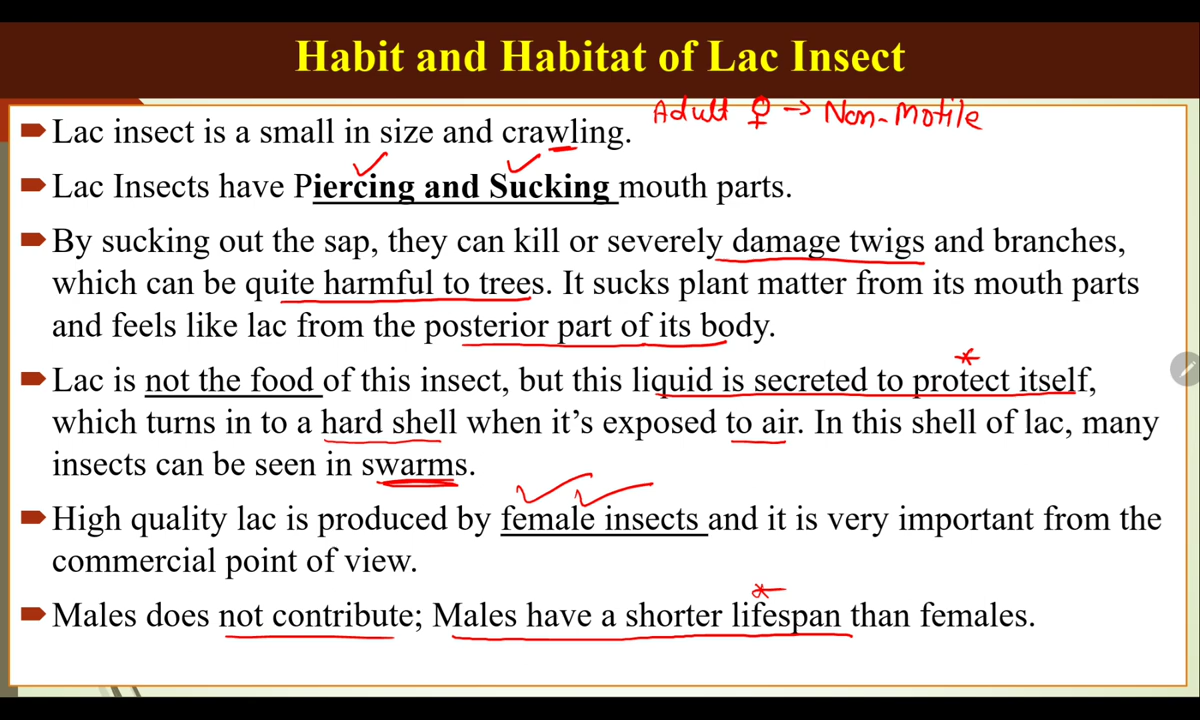 Habit and Habitat of Lac Insect
Adult ♀ → Non-Motile
Lac insect is a small in size and crawling.
Lac Insects have Piercing and Sucking mouth parts.
By sucking out the sap, they can kill or severely damage twigs and branches,
which can be quite harmful to trees. It sucks plant matter from its mouth parts
and feels like lac from the posterior part of its body.
Lac is not the food of this insect, but this liquid is secreted to protect itself,
which turns in to a hard shell when it’s exposed to air. In this shell of lac, many
insects can be seen in swarms.
High quality lac is produced by female insects and it is very important from the
commercial point of view.
Males does not contribute; Males have a shorter lifespan than females.